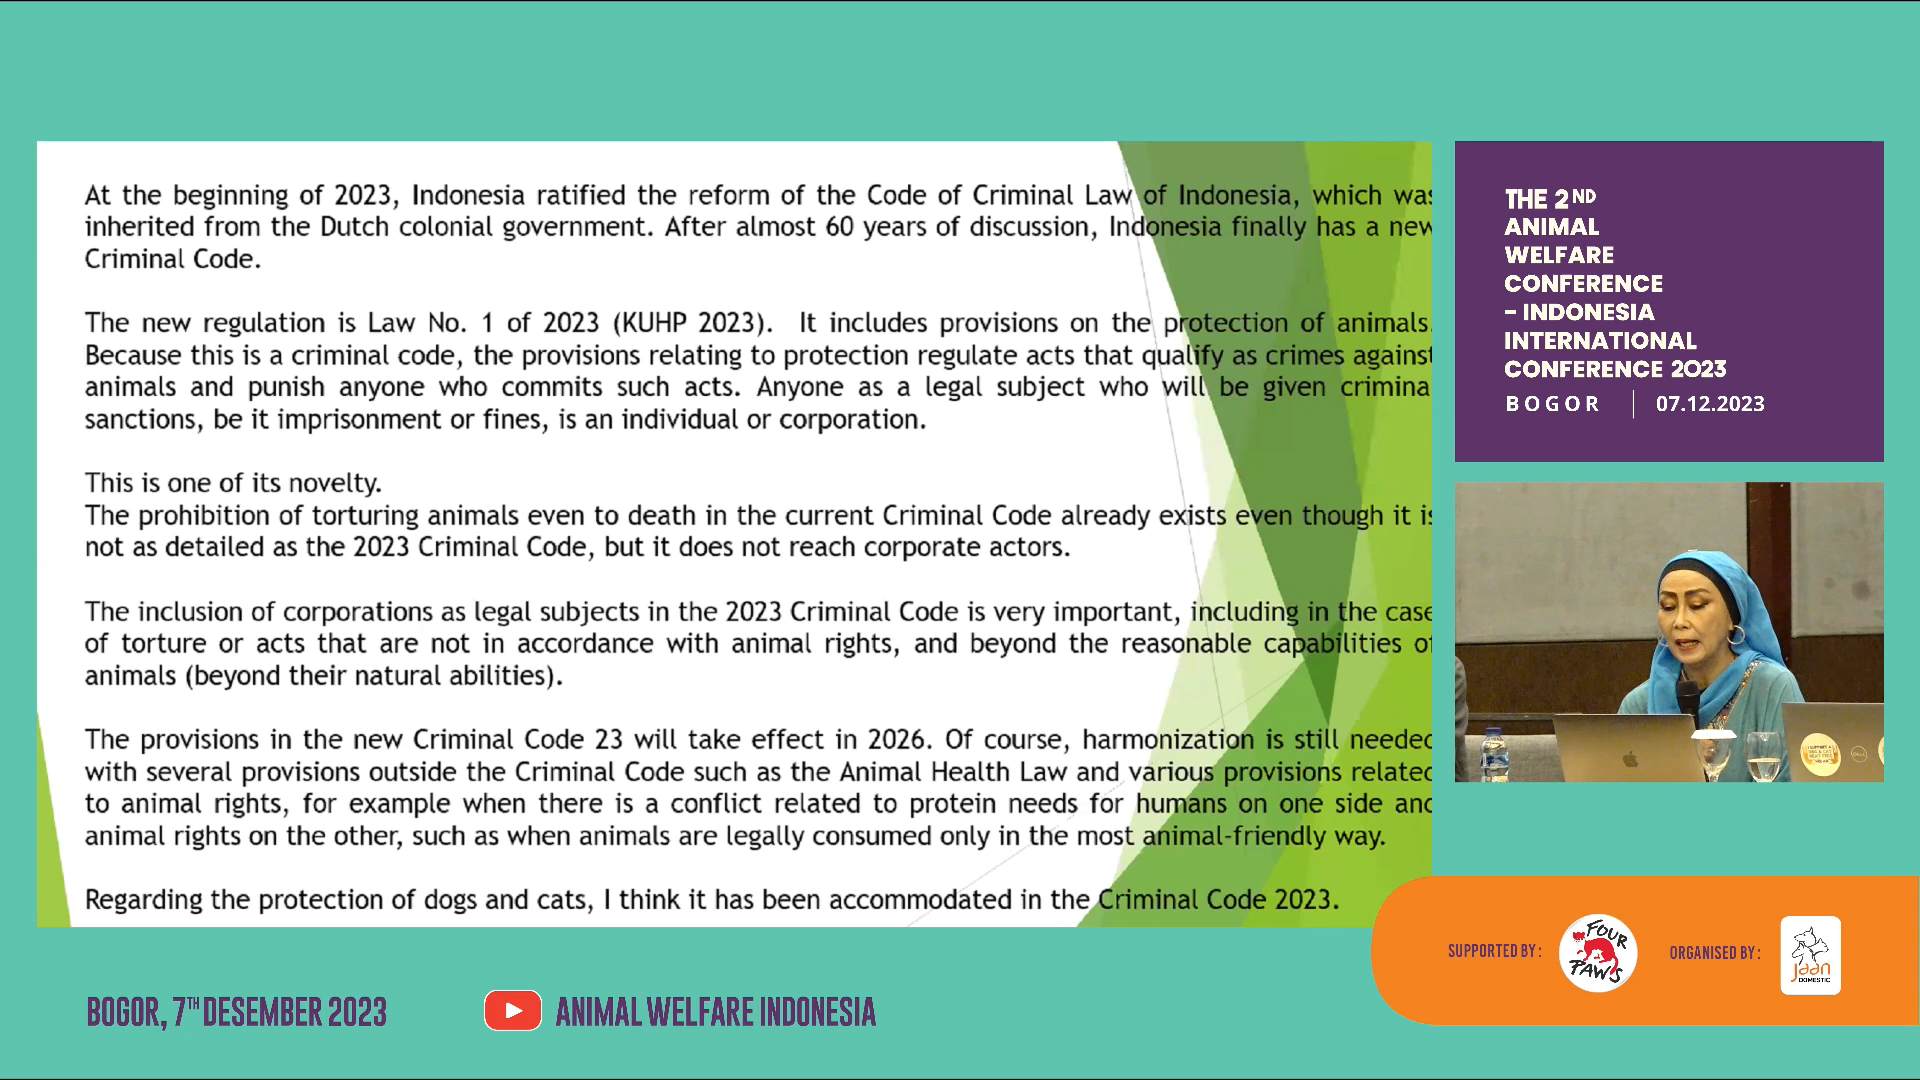 At the beginning of 2023, Indonesia ratified the reform of the Code of Criminal Law of Indonesia, which was
inherited from the Dutch colonial government. After almost 60 years of discussion, Indonesia finally has a new
Criminal Code.
The new regulation is Law No. 1 of 2023 (KUHP 2023). It includes provisions on the protection of animals.
Because this is a criminal code, the provisions relating to protection regulate acts that qualify as crimes against
animals and punish anyone who commits such acts. Anyone as a legal subject who will be given crimina
sanctions, be it imprisonment or fines, is an individual or corporation.
This is one of its novelty.
The prohibition of torturing animals even to death in the current Criminal Code already exists even though it is
not as detailed as the 2023 Criminal Code, but it does not reach corporate actors.
The inclusion of corporations as legal subjects in the 2023 Criminal Code is very important, including in the case
of torture or acts that are not in accordance with animal rights, and beyond the reasonable capabilities of
animals (beyond their natural abilities).
The provisions in the new Criminal Code 23 will take effect in 2026. Of course, harmonization is still needed
with several provisions outside the Criminal Code such as the Animal Health Law and various provisions related
to animal rights, for example when there is a conflict related to protein needs for humans on one side and
animal rights on the other, such as when animals are legally consumed only in the most animal-friendly way.
Regarding the protection of dogs and cats, I think it has been accommodated in the Criminal Code 2023.
THE 2ND
ANIMAL
WELFARE
CONFERENCE
- INDONESIA
INTERNATIONAL
CONFERENCE 2023
BOGOR | 07.12.2023
SUPPORTED BY :
FOUR
PAWS
ORGANISED BY :
jaan
DOMESTIC
BOGOR, 7TH DESEMBER 2023
ANIMAL WELFARE INDONESIA